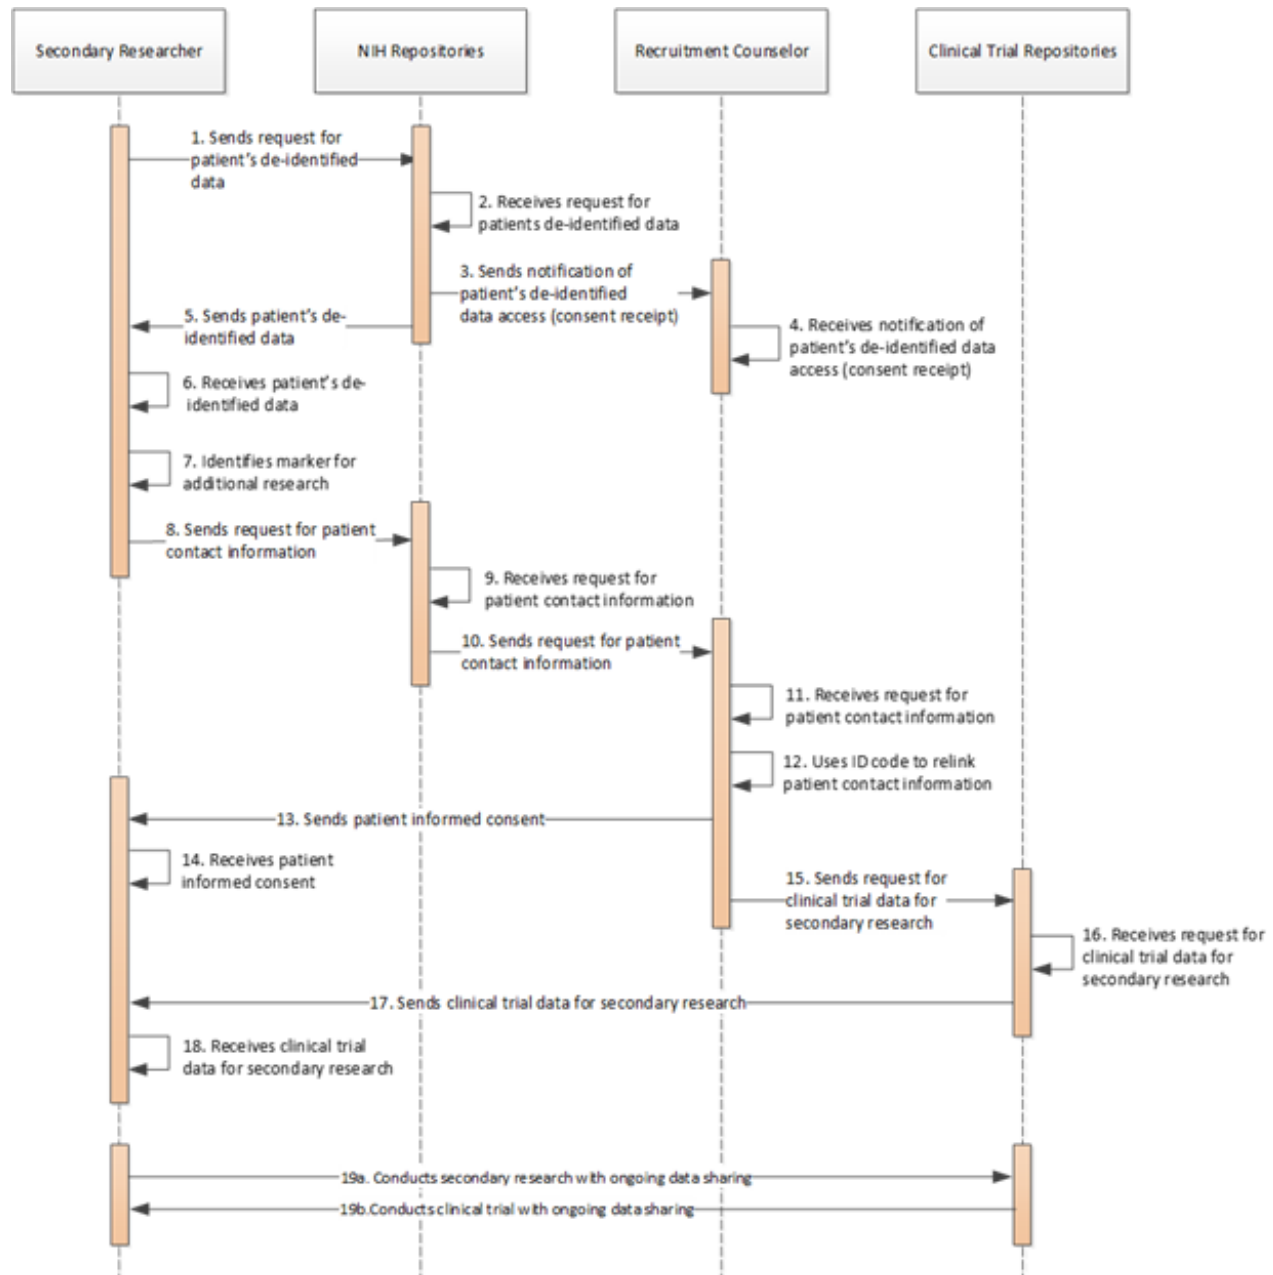 Secondary Researcher
NIH Repositories
Recruitment Counselor
Clinical Trial Repositories
1. Sends request for
patient's de-identified
data
2. Receives request for
patients de-identified data
3. Sends notification of
patient's de-identified
data access (consent receipt)
4. Receives notification of
patient's de-identified data
access (consent receipt)
5. Sends patient's de-
identified data
6. Receives patient's de-
identified data
7. Identifies marker for
additional research
8. Sends request for patient
contact information
9. Receives request for
patient contact information
10. Sends request for patient
contact information
11. Receives request for
patient contact information
12. Uses ID code to relink
patient contact information
13. Sends patient informed consent
14. Receives patient
informed consent
15. Sends request for
clinical trial data for
secondary research
16. Receives request for
clinical trial data for
secondary research
17. Sends clinical trial data for secondary research
18. Receives clinical trial
data for secondary research
19a. Conducts secondary research with ongoing data sharing
19b.Conducts clinical trial with ongoing data sharing